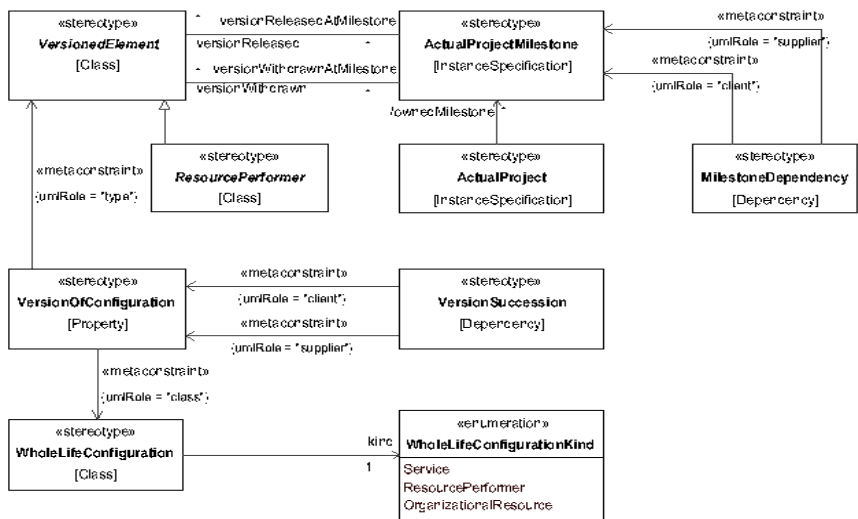 «stereotype»
VersionedElement
[Class]
* versionReleasedAtMilestone
versionReleased *
* versionWithdrawnAtMilestone
versionWithdrawn *
«stereotype»
ActualProjectMilestone
[InstanceSpecification]
«metaconstraint»
{umlRole = "supplier"}
«metaconstraint»
{umlRole = "client"}
/ownedMilestone *
«metaconstraint»
{umlRole = "type"}
«stereotype»
ResourcePerformer
[Class]
«stereotype»
ActualProject
[InstanceSpecification]
«stereotype»
MilestoneDependency
[Dependency]
«stereotype»
VersionOfConfiguration
[Property]
«metaconstraint»
{umlRole = "client"}
«metaconstraint»
{umlRole = "supplier"}
«stereotype»
VersionSuccession
[Dependency]
«metaconstraint»
{umlRole = "class"}
«stereotype»
WholeLifeConfiguration
[Class]
kind
1
«enumeration»
WholeLifeConfigurationKind
Service
ResourcePerformer
OrganizationalResource